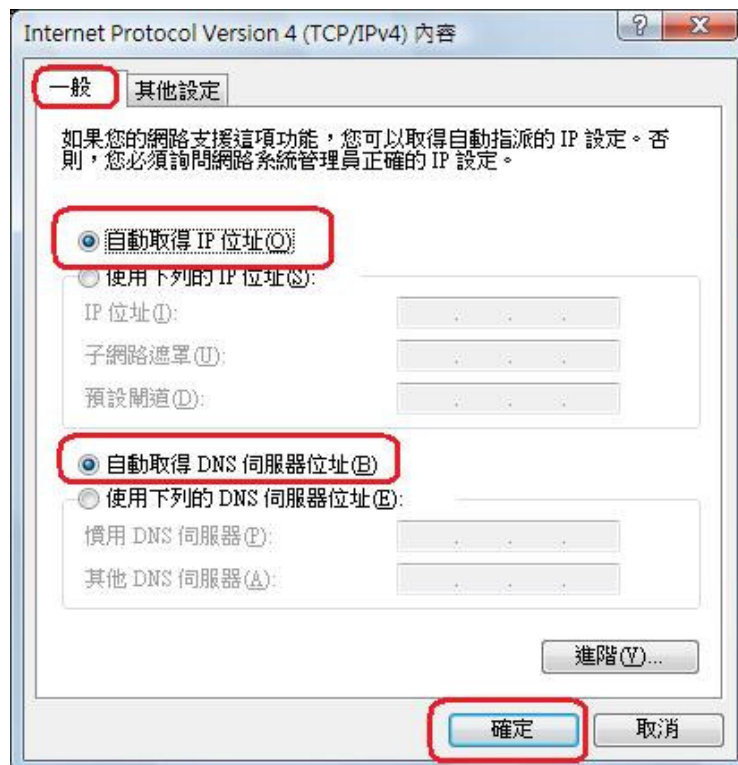 Internet Protocol Version 4 (TCP/IPv4) 內容
一般 其他設定
如果您的網路支援這項功能，您可以取得自動指派的 IP 設定。否
則，您必須詢問網路系統管理員正確的 IP 設定。
自動取得 IP 位址(O)
使用下列的 IP 位址(S):
IP 位址(I):
子網路遮罩(U):
預設閘道(D):
自動取得 DNS 伺服器位址(B)
使用下列的 DNS 伺服器位址(E):
慣用 DNS 伺服器(P):
其他 DNS 伺服器(A):
進階(V)...
確定 取消